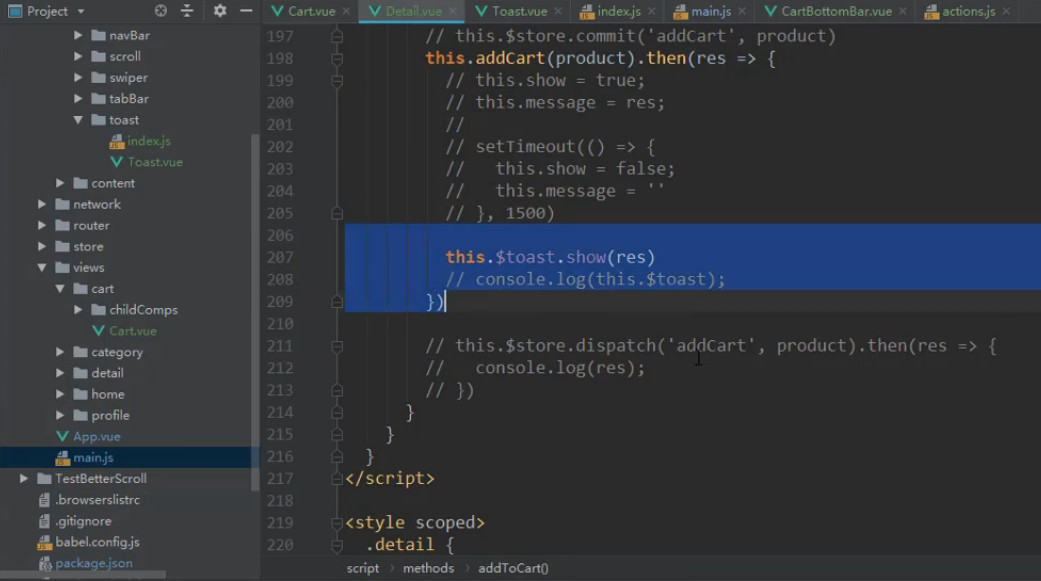 Project
Cart.vue
Detail.vue
Toast.vue
index.js
main.js
CartBottomBar.vue
actions.js
navBar
scroll
swiper
tabBar
toast
index.js
Toast.vue
content
network
router
store
views
cart
childComps
Cart.vue
category
detail
home
profile
App.vue
main.js
TestBetterScroll
.browserslistrc
.gitignore
babel.config.js
package.json
197 // this.$store.commit('addCart', product)
198 this.addCart(product).then(res => {
199 // this.show = true;
200 // this.message = res;
201 //
202 // setTimeout(() => {
203 //   this.show = false;
204 //   this.message = ''
205 // }, 1500)
206
207 this.$toast.show(res)
208 // console.log(this.$toast);
209 })
210
211 // this.$store.dispatch('addCart', product).then(res => {
212 //   console.log(res);
213 // })
214 }
215 }
216 }
217 </script>
218
219 <style scoped>
220 .detail {
script methods addToCart()